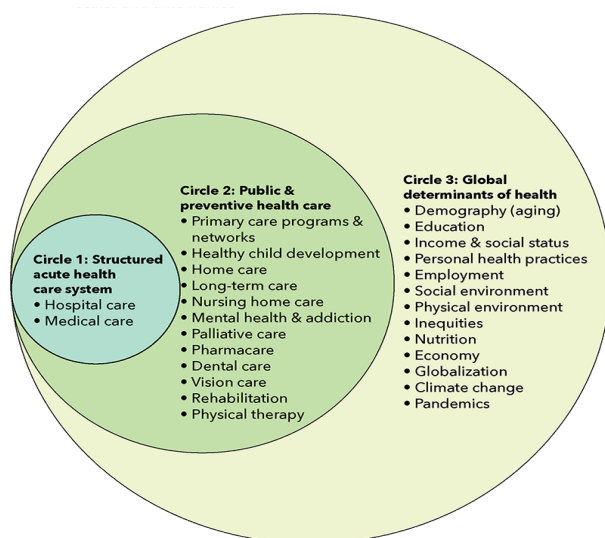 Circle 1: Structured
acute health
care system
• Hospital care
• Medical care
Circle 2: Public &
preventive health care
• Primary care programs &
networks
• Healthy child development
• Home care
• Long-term care
• Nursing home care
• Mental health & addiction
• Palliative care
• Pharmacare
• Dental care
• Vision care
• Rehabilitation
• Physical therapy
Circle 3: Global
determinants of health
• Demography (aging)
• Education
• Income & social status
• Personal health practices
• Employment
• Social environment
• Physical environment
• Inequities
• Nutrition
• Economy
• Globalization
• Climate change
• Pandemics